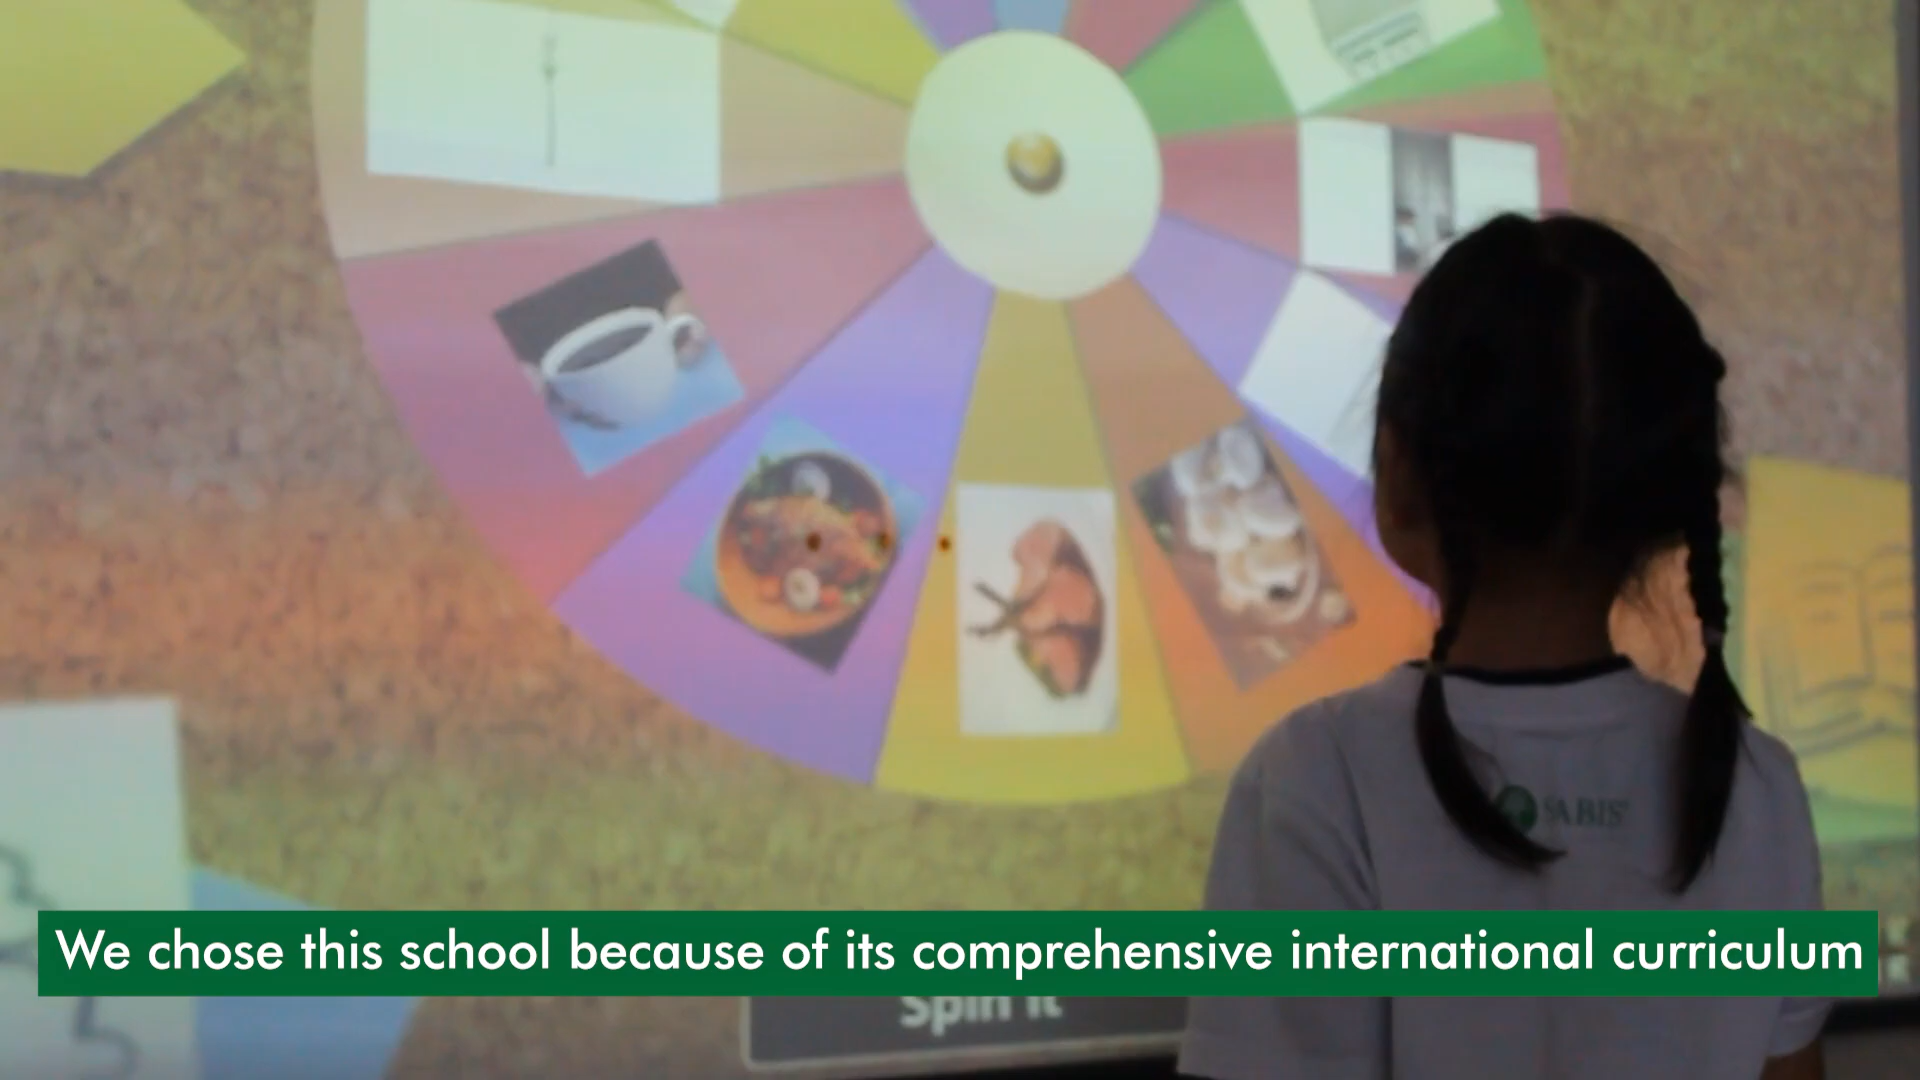 SABIS®
We chose this school because of its comprehensive international curriculum
Spin it